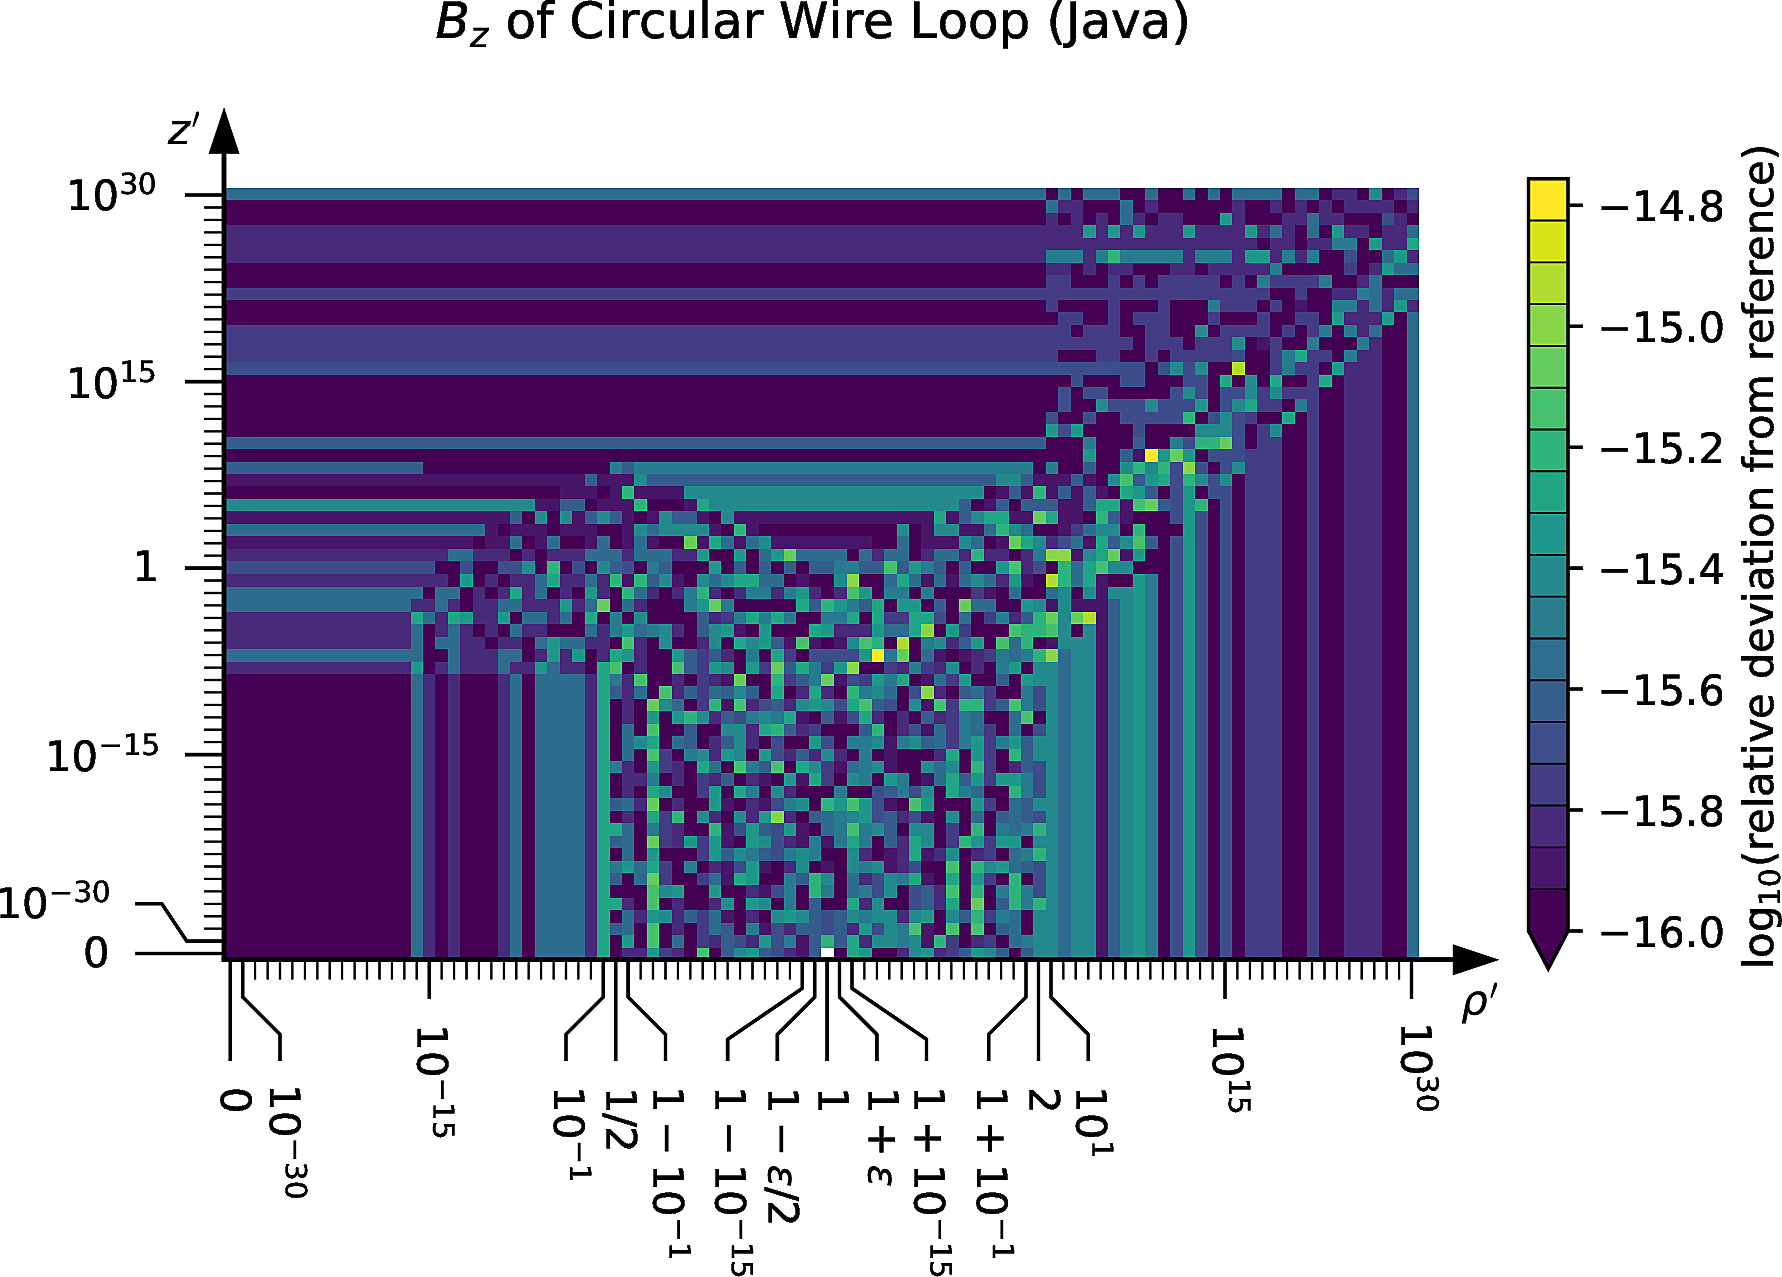 B_z of Circular Wire Loop (Java)
z′
10^30
10^15
1
10^−15
10^−30
0
ρ′
0
10^−30
10^−15
10^−1
1/2
1 − 10^−1
1 − 10^−15
1 − ε/2
1
1 + ε
1 + 10^−15
1 + 10^−1
2
10^1
10^15
10^30
−14.8
−15.0
−15.2
−15.4
−15.6
−15.8
−16.0
log_10(relative deviation from reference)